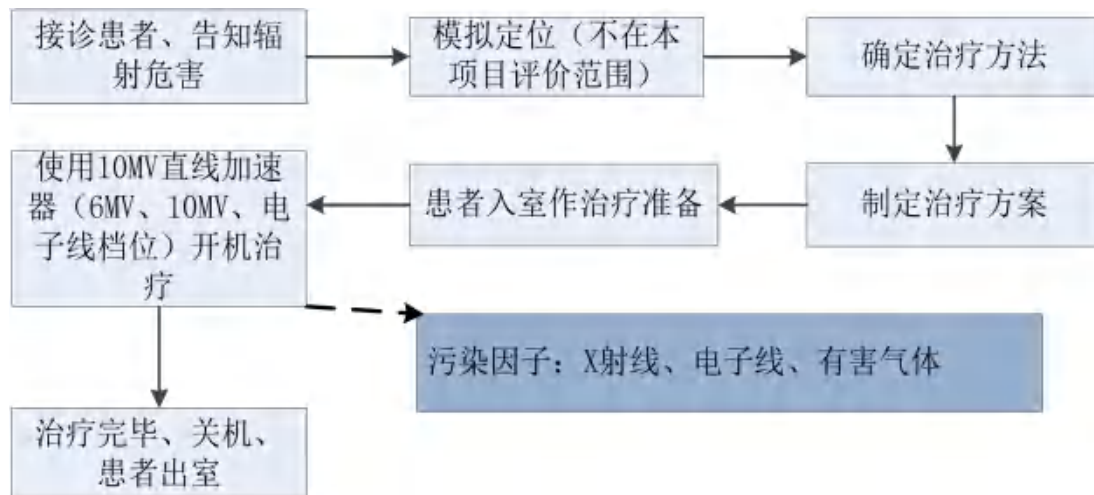 接诊患者、告知辐
射危害
模拟定位（不在本
项目评价范围）
确定治疗方法
制定治疗方案
患者入室作治疗准备
使用10MV直线加速
器（6MV、10MV、电
子线档位）开机治
疗
污染因子：X射线、电子线、有害气体
治疗完毕、关机、
患者出室